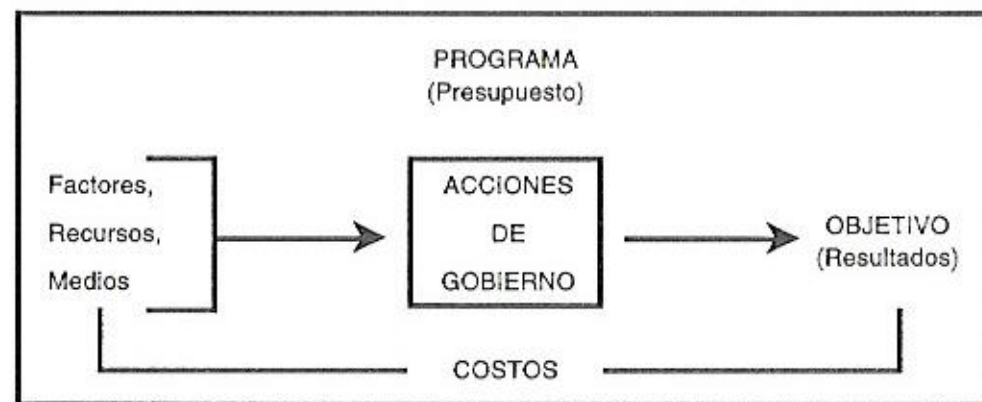 PROGRAMA
(Presupuesto)
Factores,
Recursos,
Medios
ACCIONES
DE
GOBIERNO
OBJETIVO
(Resultados)
COSTOS